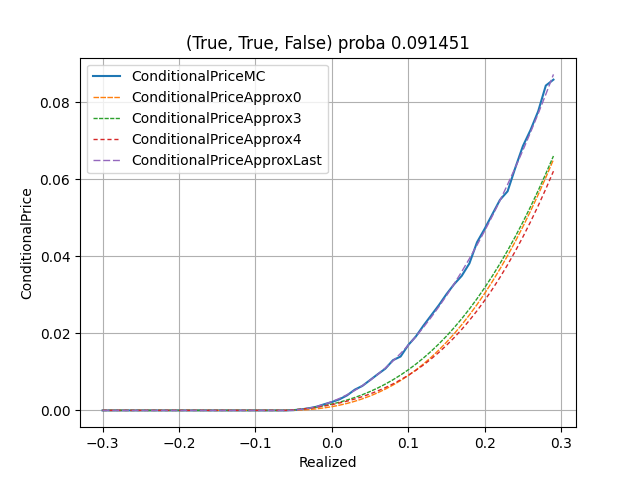 (True, True, False) proba 0.091451
ConditionalPriceMC
ConditionalPriceApprox0
ConditionalPriceApprox3
ConditionalPriceApprox4
ConditionalPriceApproxLast
ConditionalPrice
0.08
0.06
0.04
0.02
0.00
−0.3 −0.2 −0.1 0.0 0.1 0.2 0.3
Realized